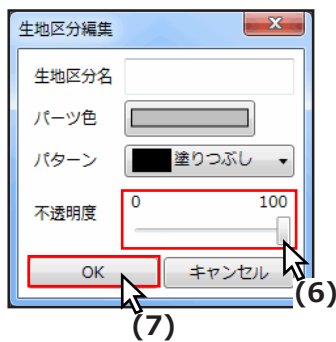 生地区分編集
生地区分名
パーツ色
パターン 塗りつぶし
不透明度 0 100
OK キャンセル
(6)
(7)